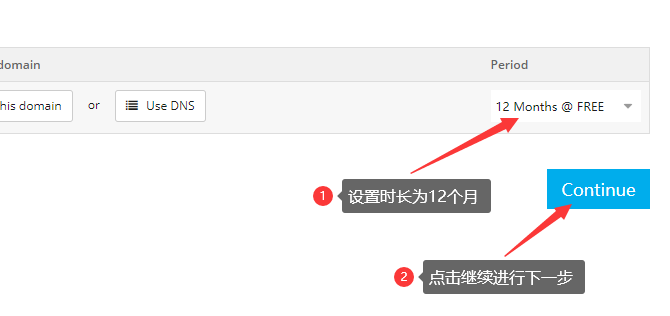 domain
Period
his domain
or
Use DNS
12 Months @ FREE
1
设置时长为12个月
Continue
2
点击继续进行下一步